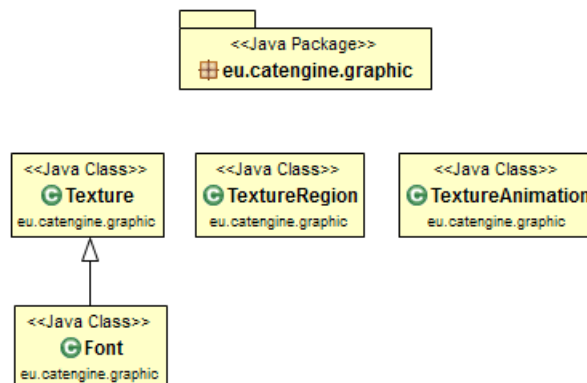 <<Java Package>>
eu.catengine.graphic
<<Java Class>>
Texture
eu.catengine.graphic
<<Java Class>>
TextureRegion
eu.catengine.graphic
<<Java Class>>
TextureAnimation
eu.catengine.graphic
<<Java Class>>
Font
eu.catengine.graphic